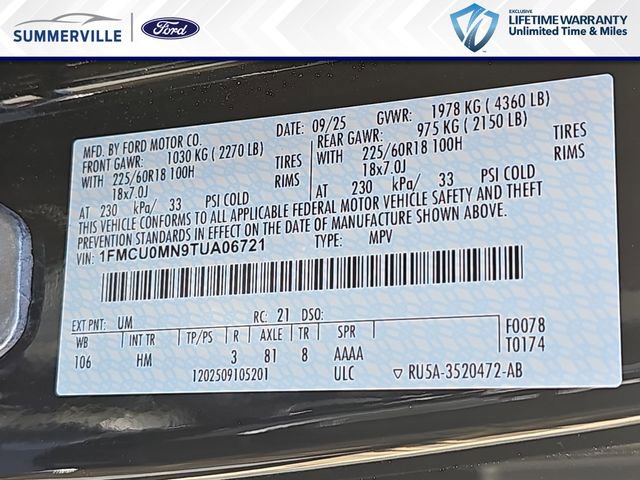 SUMMERVILLE
Ford
EXCLUSIVE
LIFETIME WARRANTY
Unlimited Time & Miles
MFD. BY FORD MOTOR CO.
DATE: 09/25
GVWR: 1978 KG ( 4360 LB)
FRONT GAWR: 1030 KG ( 2270 LB)
REAR GAWR: 975 KG ( 2150 LB)
WITH 225/60R18 100H TIRES
225/60R18 100H TIRES
18x7.0J RIMS
WITH 18x7.0J RIMS
AT 230 kPa/ 33 PSI COLD
AT 230 kPa/ 33 PSI COLD
THIS VEHICLE CONFORMS TO ALL APPLICABLE FEDERAL MOTOR VEHICLE SAFETY AND THEFT
PREVENTION STANDARDS IN EFFECT ON THE DATE OF MANUFACTURE SHOWN ABOVE.
VIN: 1FMCU0MN9TUA06721 TYPE: MPV
EXT PNT: UM RC: 21 DSO:
WB INT TR TP/PS R AXLE TR SPR
106 HM 3 81 8 AAAA
1202509105201 ULC
F0078
T0174
▽ RU5A-3520472-AB